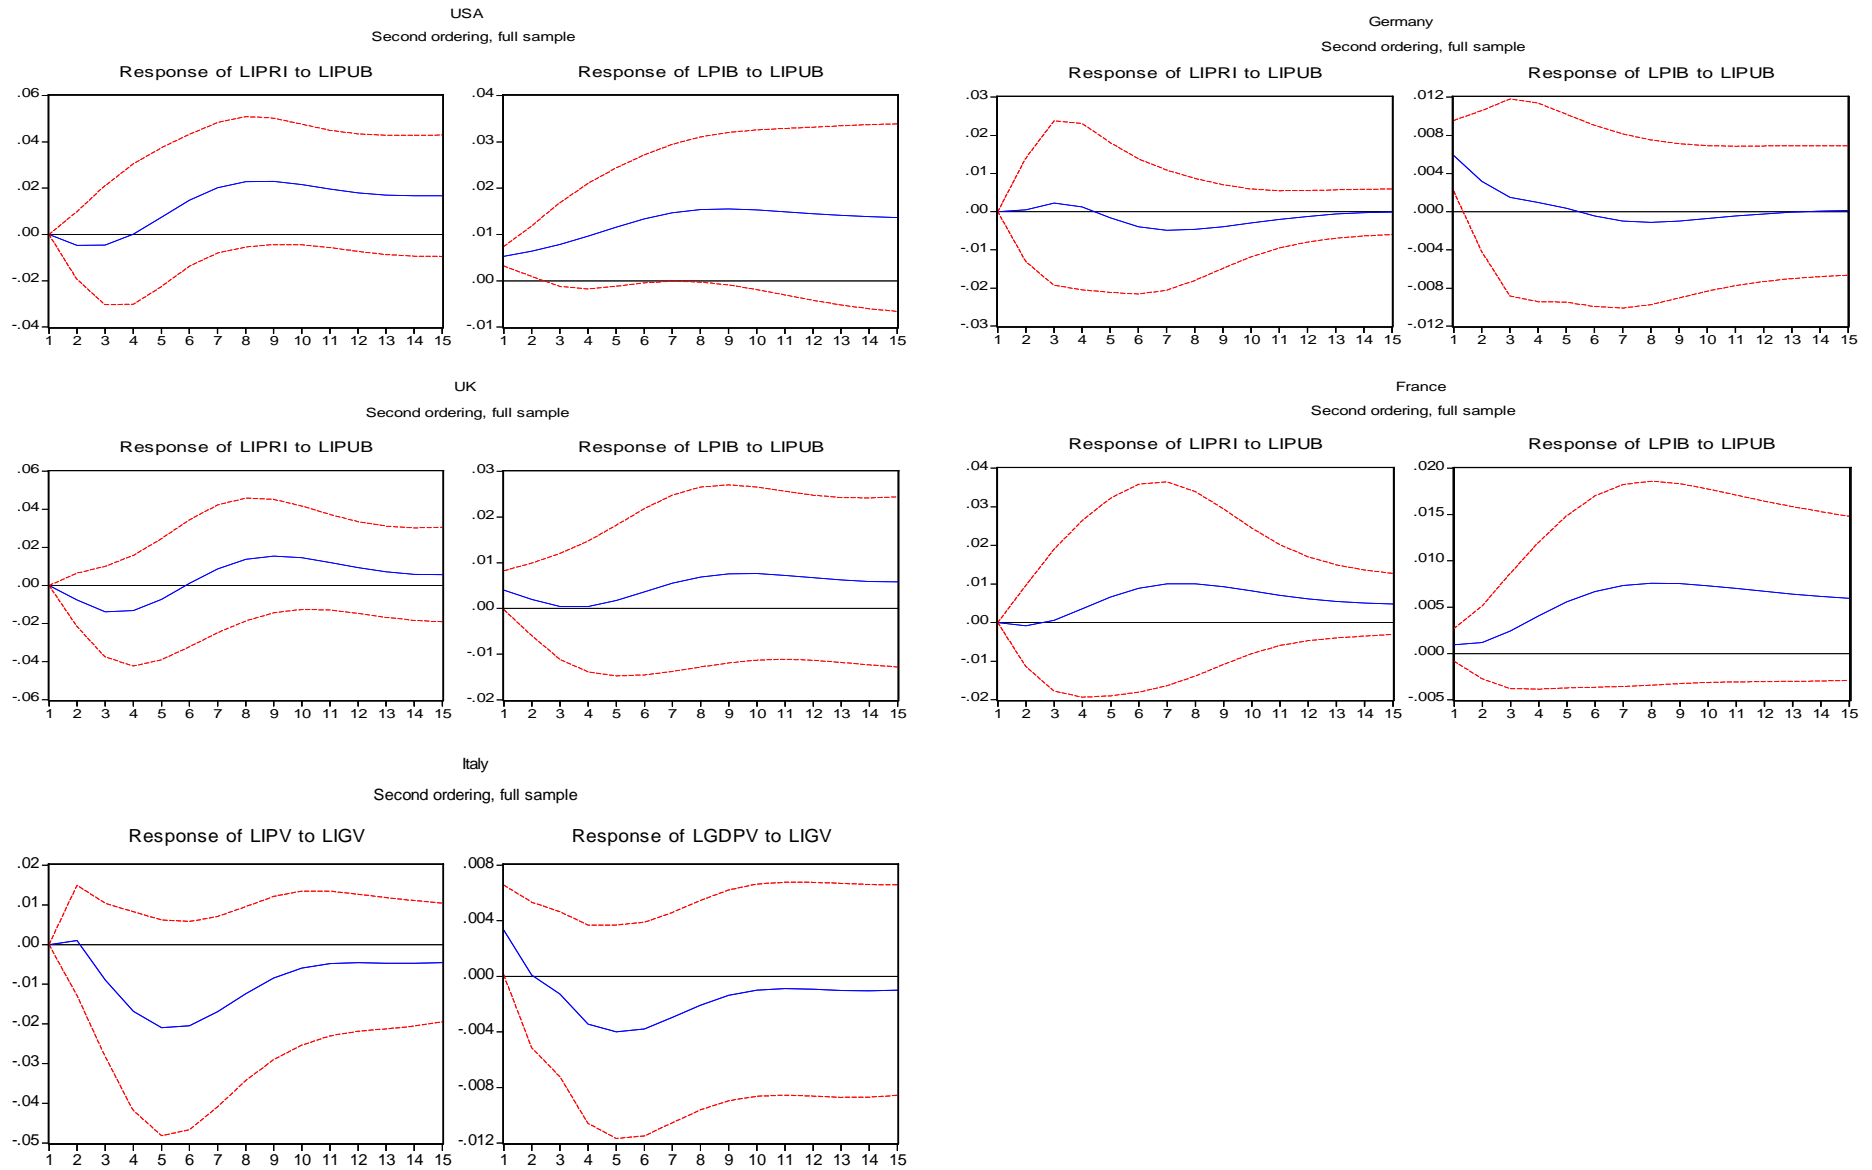 USA
Second ordering, full sample
Response of LIPRI to LIPUB
.06
.04
.02
.00
-.02
-.04
1 2 3 4 5 6 7 8 9 10 11 12 13 14 15
Response of LPIB to LIPUB
.04
.03
.02
.01
.00
-.01
1 2 3 4 5 6 7 8 9 10 11 12 13 14 15
Germany
Second ordering, full sample
Response of LIPRI to LIPUB
.03
.02
.01
.00
-.01
-.02
-.03
1 2 3 4 5 6 7 8 9 10 11 12 13 14 15
Response of LPIB to LIPUB
.012
.008
.004
.000
-.004
-.008
-.012
1 2 3 4 5 6 7 8 9 10 11 12 13 14 15
UK
Second ordering, full sample
Response of LIPRI to LIPUB
.06
.04
.02
.00
-.02
-.04
-.06
1 2 3 4 5 6 7 8 9 10 11 12 13 14 15
Response of LPIB to LIPUB
.03
.02
.01
.00
-.01
-.02
1 2 3 4 5 6 7 8 9 10 11 12 13 14 15
France
Second ordering, full sample
Response of LIPRI to LIPUB
.04
.03
.02
.01
.00
-.01
-.02
1 2 3 4 5 6 7 8 9 10 11 12 13 14 15
Response of LPIB to LIPUB
.020
.015
.010
.005
.000
-.005
1 2 3 4 5 6 7 8 9 10 11 12 13 14 15
Italy
Second ordering, full sample
Response of LIPV to LIGV
.02
.01
.00
-.01
-.02
-.03
-.04
-.05
1 2 3 4 5 6 7 8 9 10 11 12 13 14 15
Response of LGDPV to LIGV
.008
.004
.000
-.004
-.008
-.012
1 2 3 4 5 6 7 8 9 10 11 12 13 14 15